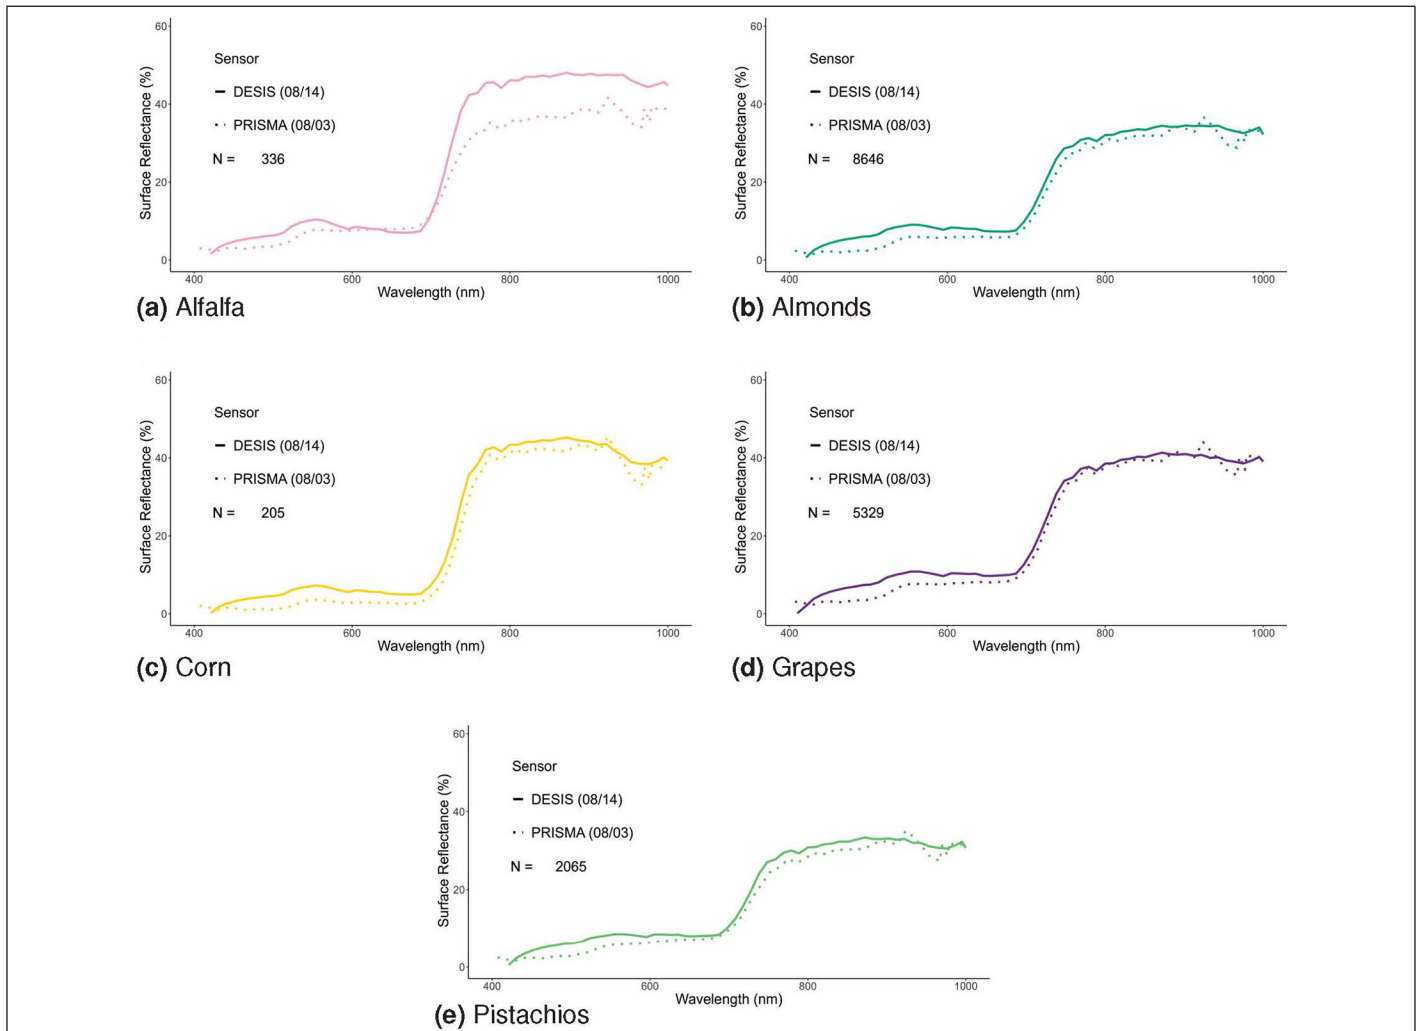 60
40
20
0
Surface Reflectance (%)
Sensor
DESIS (08/14)
PRISMA (08/03)
N = 336
400 600 800 1000
Wavelength (nm)
(a) Alfalfa
60
40
20
0
Surface Reflectance (%)
Sensor
DESIS (08/14)
PRISMA (08/03)
N = 8646
400 600 800 1000
Wavelength (nm)
(b) Almonds
60
40
20
0
Surface Reflectance (%)
Sensor
DESIS (08/14)
PRISMA (08/03)
N = 205
400 600 800 1000
Wavelength (nm)
(c) Corn
60
40
20
0
Surface Reflectance (%)
Sensor
DESIS (08/14)
PRISMA (08/03)
N = 5329
400 600 800 1000
Wavelength (nm)
(d) Grapes
60
40
20
0
Surface Reflectance (%)
Sensor
DESIS (08/14)
PRISMA (08/03)
N = 2065
400 600 800 1000
Wavelength (nm)
(e) Pistachios